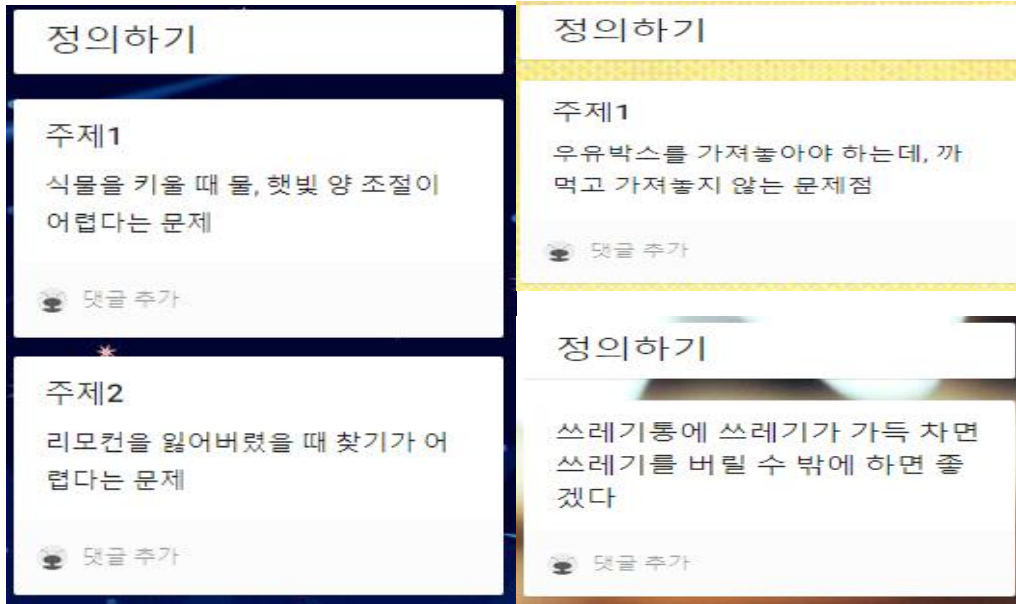 정의하기
주제1
식물을 키울 때 물, 햇빛 양 조절이
어렵다는 문제
댓글 추가
주제2
리모컨을 잃어버렸을 때 찾기가 어
렵다는 문제
댓글 추가
정의하기
주제1
우유박스를 가져놓아야 하는데, 까
먹고 가져놓지 않는 문제점
댓글 추가
정의하기
쓰레기통에 쓰레기가 가득 차면
쓰레기를 버릴 수 밖에 하면 좋
겠다
댓글 추가